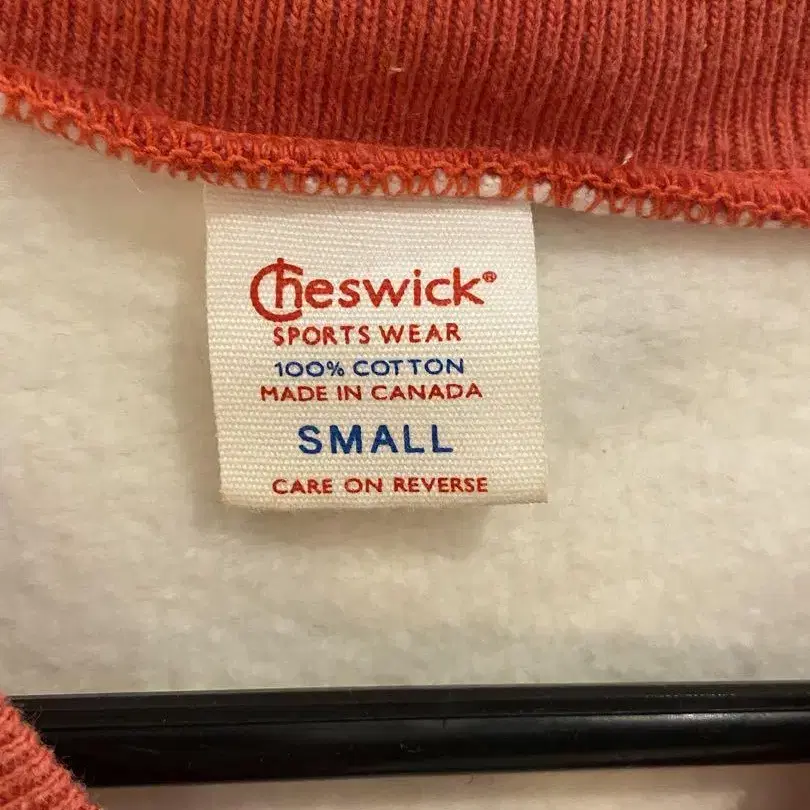 Cheswick®
SPORTS WEAR
100% COTTON
MADE IN CANADA
SMALL
CARE ON REVERSE